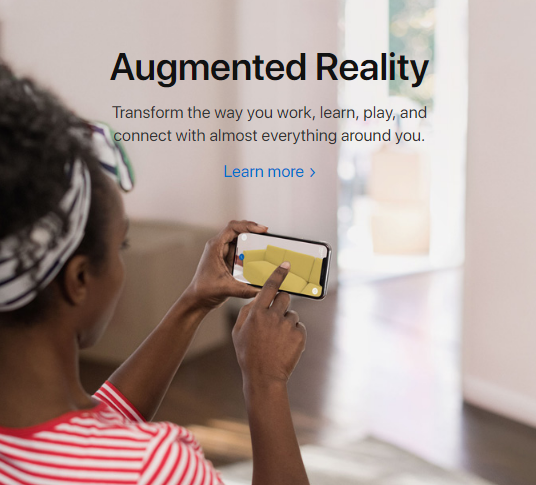 Augmented Reality
Transform the way you work, learn, play, and
connect with almost everything around you.
Learn more >